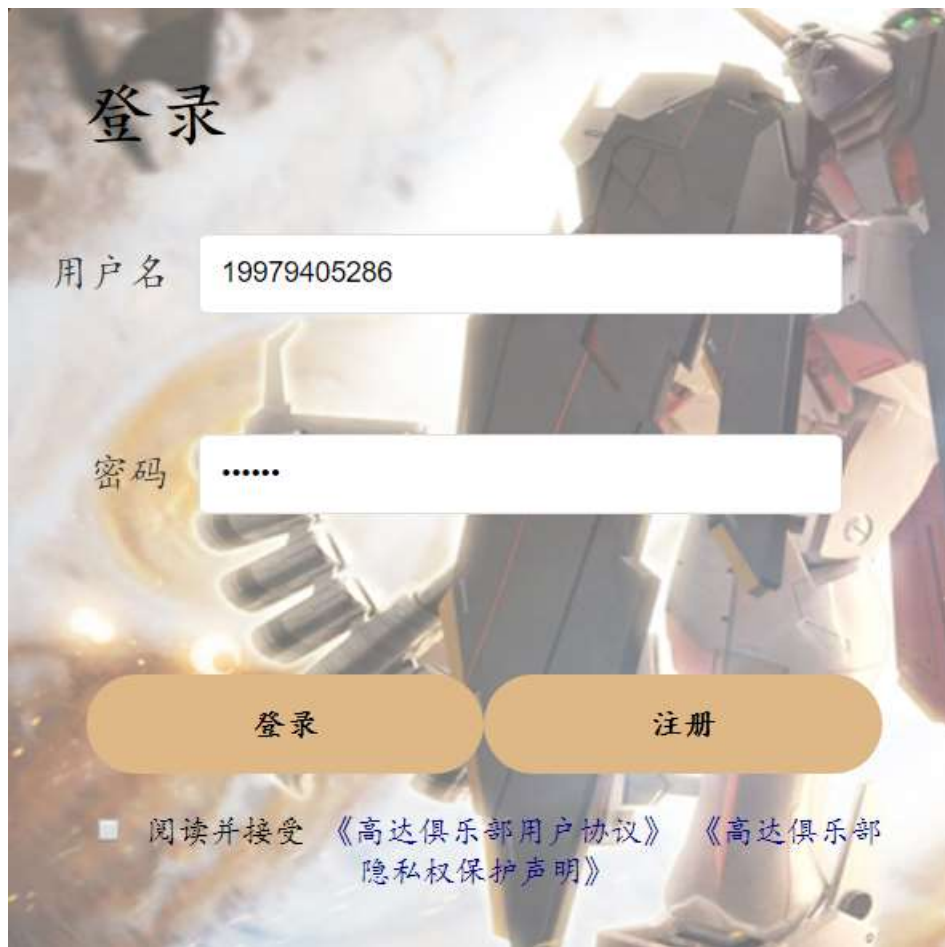 登录
用户名 19979405286
密码 ••••••
登录 注册
阅读并接受 《高达俱乐部用户协议》 《高达俱乐部
隐私权保护声明》